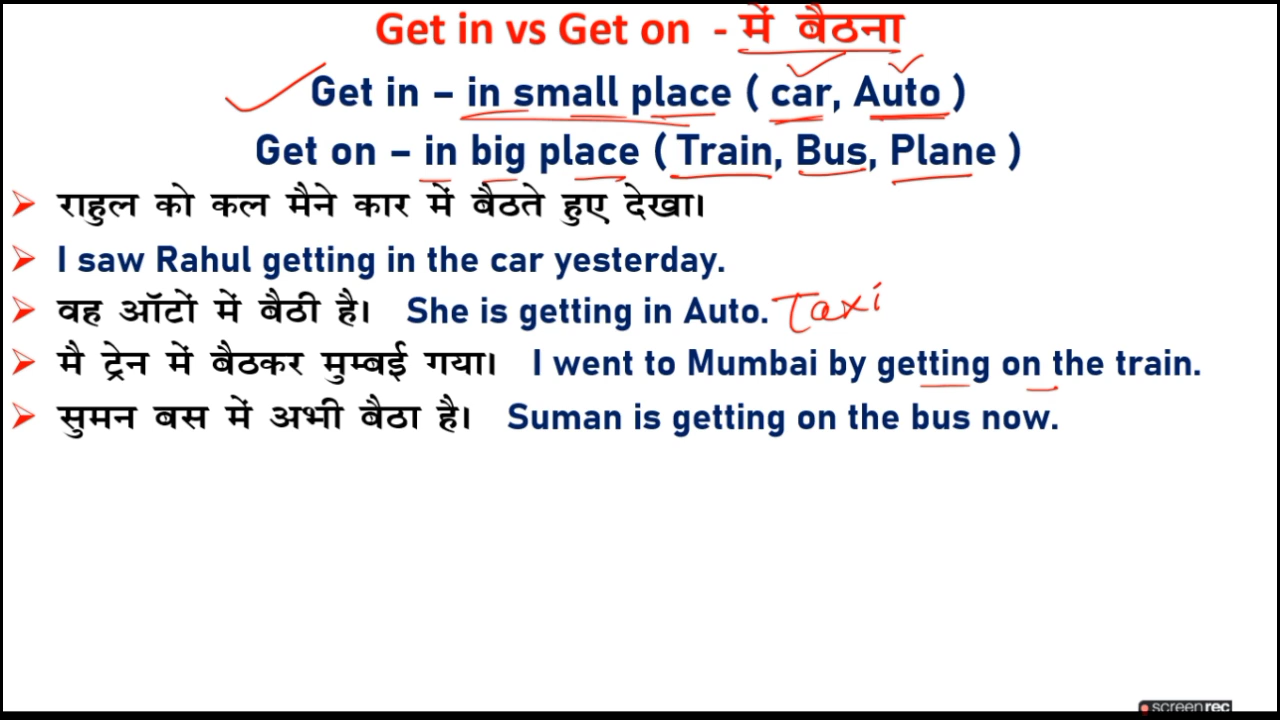 Get in vs Get on - में बैठना
Get in – in small place ( car, Auto )
Get on – in big place ( Train, Bus, Plane )
राहुल को कल मैने कार में बैठते हुए देखा।
I saw Rahul getting in the car yesterday.
वह ऑटों में बैठी है। She is getting in Auto. Taxi
मै ट्रेन में बैठकर मुम्बई गया। I went to Mumbai by getting on the train.
सुमन बस में अभी बैठा है। Suman is getting on the bus now.
screenrec